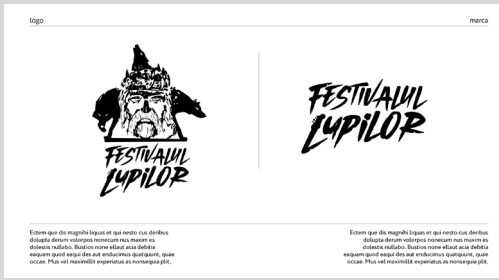 logo
marca
FESTIVALUL
LUPILOR
FESTIVALUL
LUPILOR
Ectem que dis magnihi liquas et qui nesto cus deribus
dolupta derum volorpos nonecum nus maxim es
dolestis nullabo. Bustios none ellaut acia debitia
eaquam quod eaqui des aut enducimus quatquunt, quae
occae. Mus vel maximillit experiatus as nonsequia plit,
Ectem que dis magnihi liquas et qui nesto cus deribus
dolupta derum volorpos nonecum nus maxim es
dolestis nullabo. Bustios none ellaut acia debitia
eaquam quod eaqui des aut enducimus quatquunt, quae
occae. Mus vel maximillit experiatus as nonsequia plit,